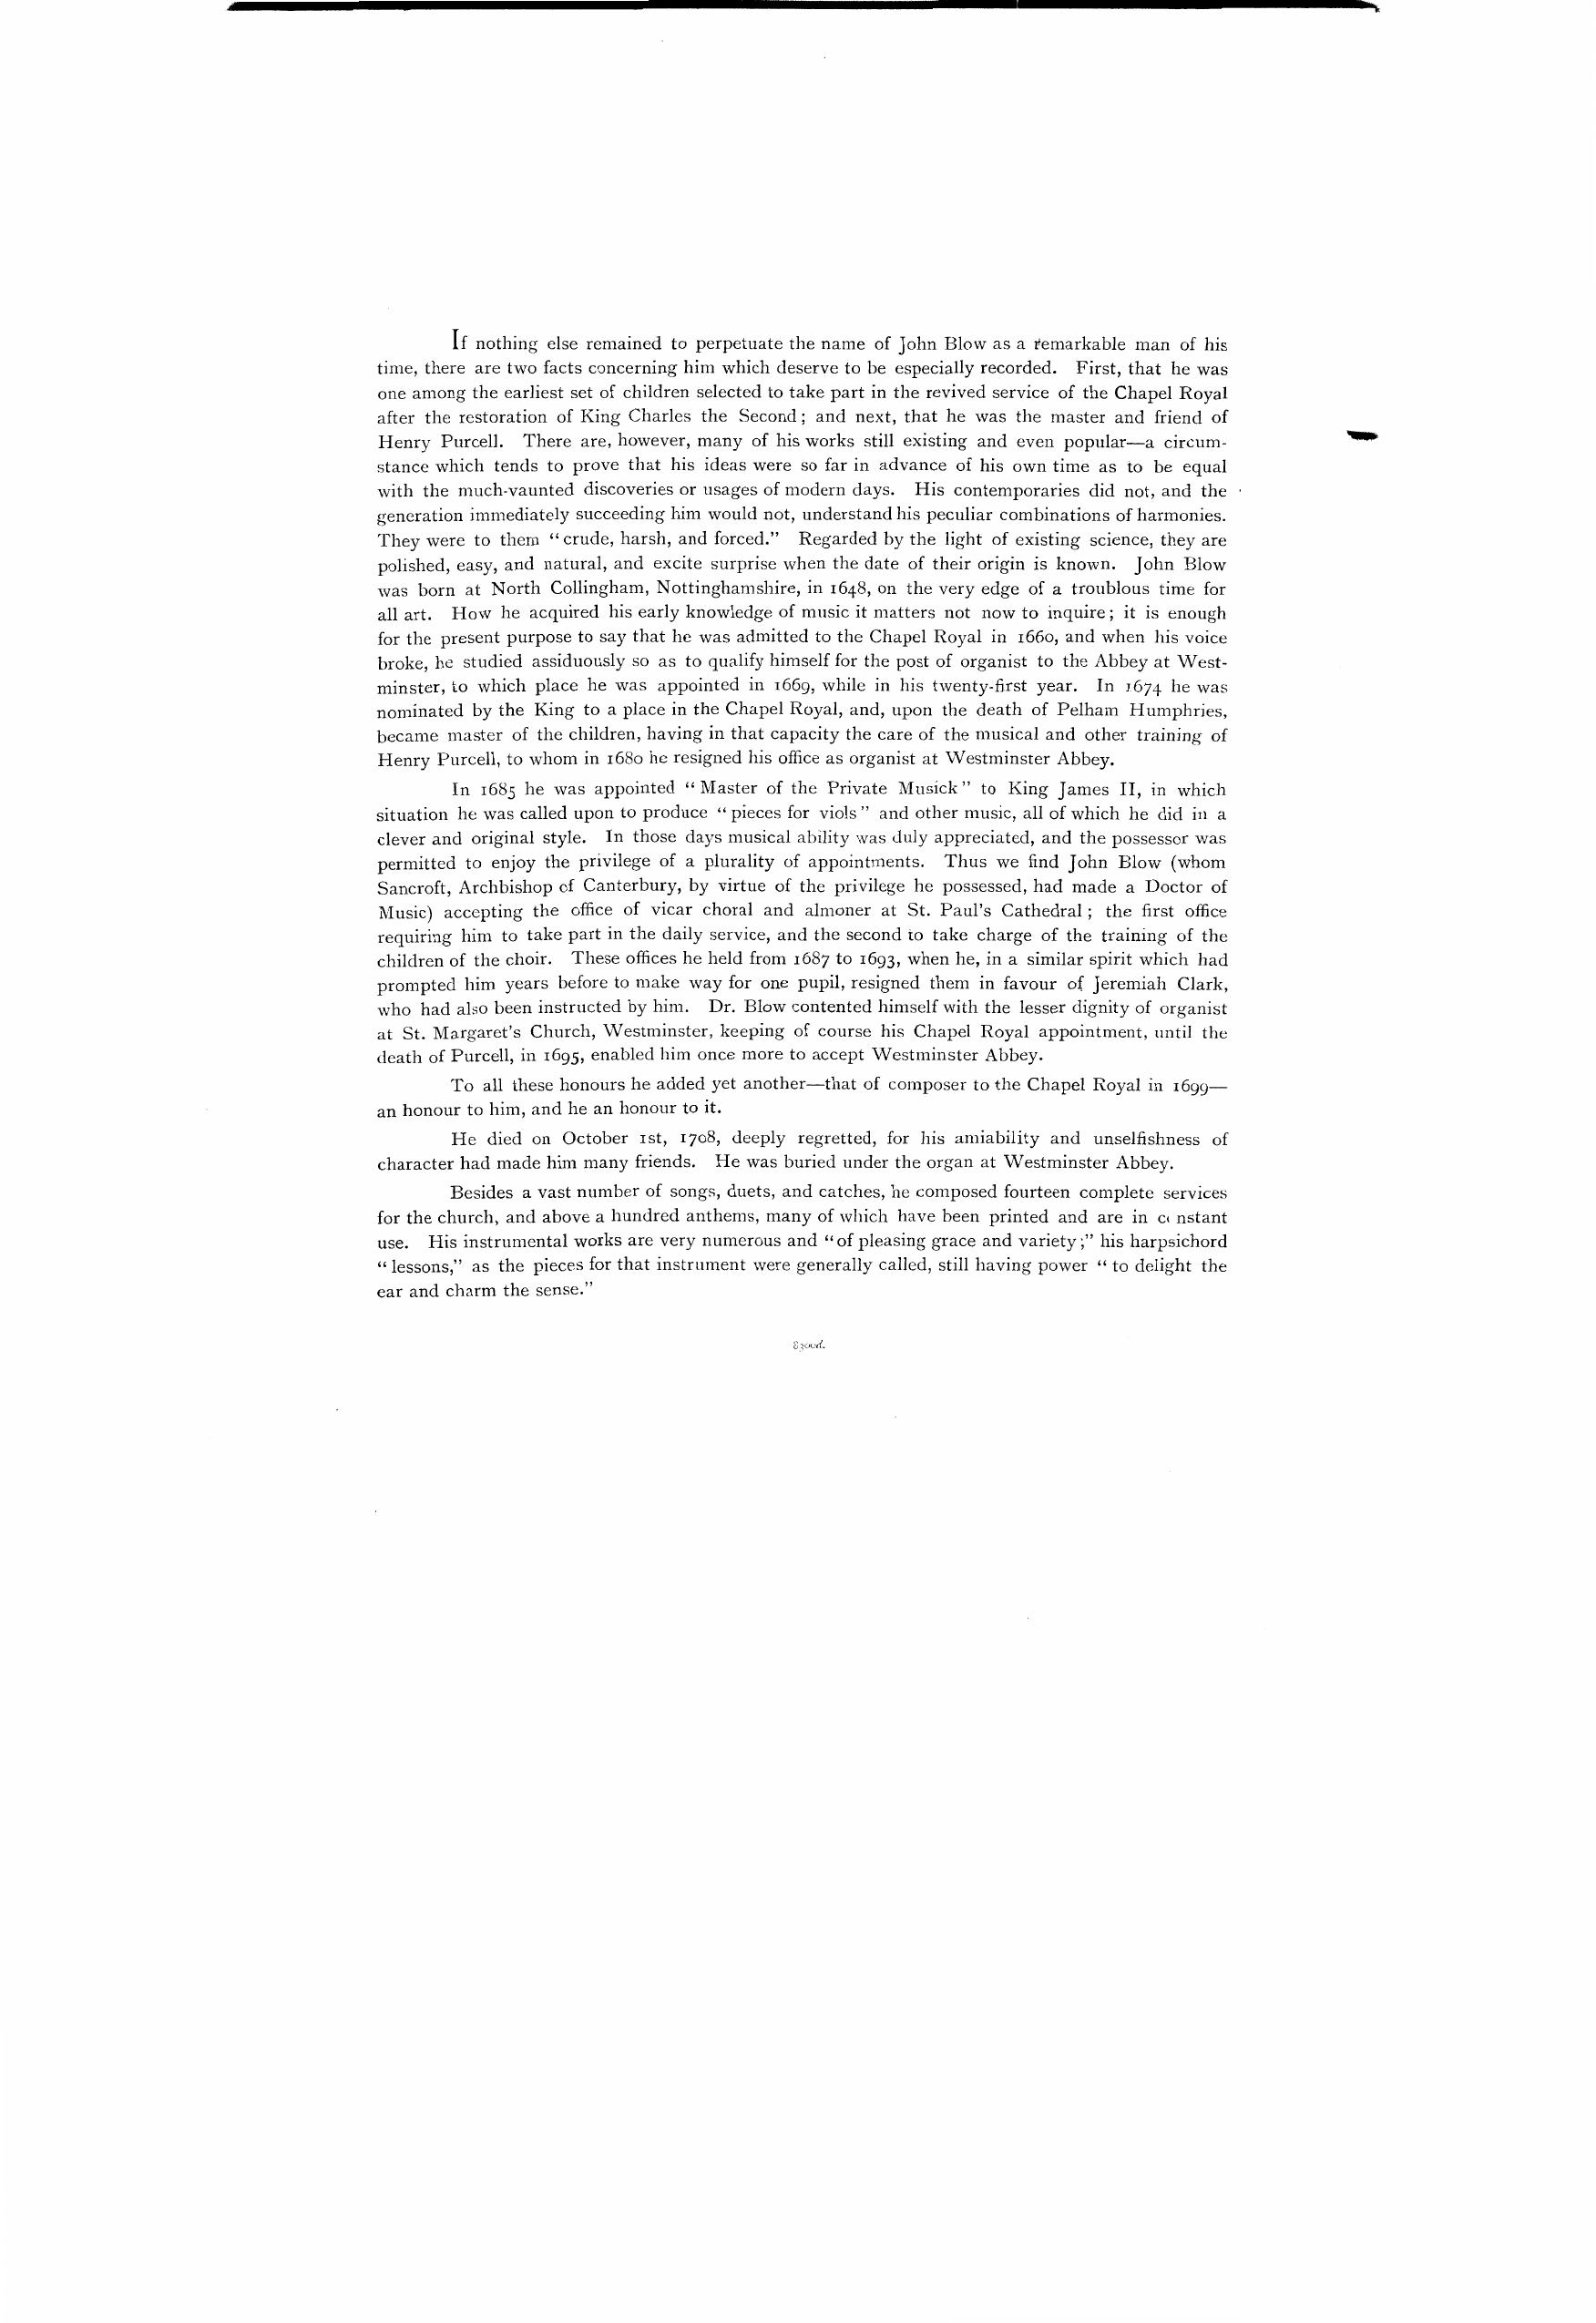 If nothing else remained to perpetuate the name of John Blow as a remarkable man of his
time, there are two facts concerning him which deserve to be especially recorded. First, that he was
one among the earliest set of children selected to take part in the revived service of the Chapel Royal
after the restoration of King Charles the Second; and next, that he was the master and friend of
Henry Purcell. There are, however, many of his works still existing and even popular—a circum-
stance which tends to prove that his ideas were so far in advance of his own time as to be equal
with the much-vaunted discoveries or usages of modern days. His contemporaries did not, and the
generation immediately succeeding him would not, understand his peculiar combinations of harmonies.
They were to them "crude, harsh, and forced." Regarded by the light of existing science, they are
polished, easy, and natural, and excite surprise when the date of their origin is known. John Blow
was born at North Collingham, Nottinghamshire, in 1648, on the very edge of a troublous time for
all art. How he acquired his early knowledge of music it matters not now to inquire; it is enough
for the present purpose to say that he was admitted to the Chapel Royal in 1660, and when his voice
broke, he studied assiduously so as to qualify himself for the post of organist to the Abbey at West-
minster, to which place he was appointed in 1669, while in his twenty-first year. In 1674 he was
nominated by the King to a place in the Chapel Royal, and, upon the death of Pelham Humphries,
became master of the children, having in that capacity the care of the musical and other training of
Henry Purcell, to whom in 1680 he resigned his office as organist at Westminster Abbey.
In 1685 he was appointed "Master of the Private Musick" to King James II, in which
situation he was called upon to produce "pieces for viols" and other music, all of which he did in a
clever and original style. In those days musical ability was duly appreciated, and the possessor was
permitted to enjoy the privilege of a plurality of appointments. Thus we find John Blow (whom
Sancroft, Archbishop of Canterbury, by virtue of the privilege he possessed, had made a Doctor of
Music) accepting the office of vicar choral and almoner at St. Paul's Cathedral; the first office
requiring him to take part in the daily service, and the second to take charge of the training of the
children of the choir. These offices he held from 1687 to 1693, when he, in a similar spirit which had
prompted him years before to make way for one pupil, resigned them in favour of Jeremiah Clark,
who had also been instructed by him. Dr. Blow contented himself with the lesser dignity of organist
at St. Margaret's Church, Westminster, keeping of course his Chapel Royal appointment, until the
death of Purcell, in 1695, enabled him once more to accept Westminster Abbey.
To all these honours he added yet another—that of composer to the Chapel Royal in 1699—
an honour to him, and he an honour to it.
He died on October 1st, 1708, deeply regretted, for his amiability and unselfishness of
character had made him many friends. He was buried under the organ at Westminster Abbey.
Besides a vast number of songs, duets, and catches, he composed fourteen complete services
for the church, and above a hundred anthems, many of which have been printed and are in c nstant
use. His instrumental works are very numerous and "of pleasing grace and variety;" his harpsichord
"lessons," as the pieces for that instrument were generally called, still having power "to delight the
ear and charm the sense."